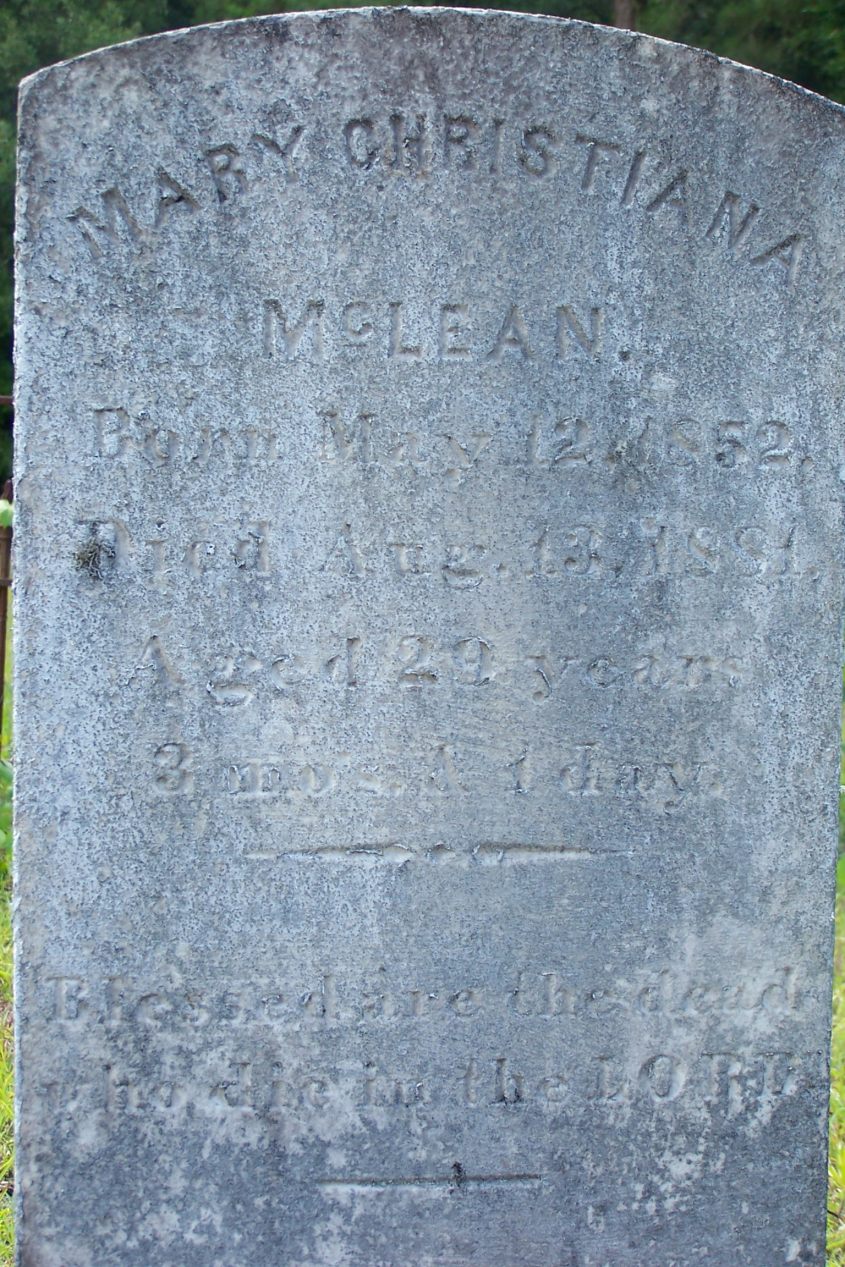 MARY CHRISTIANA
McLEAN.
Born May 12, 1852,
Died Aug. 13, 1881,
Aged 29 years
3 mo's. & 1 day.
Blessed are the dead
who die in the LORD